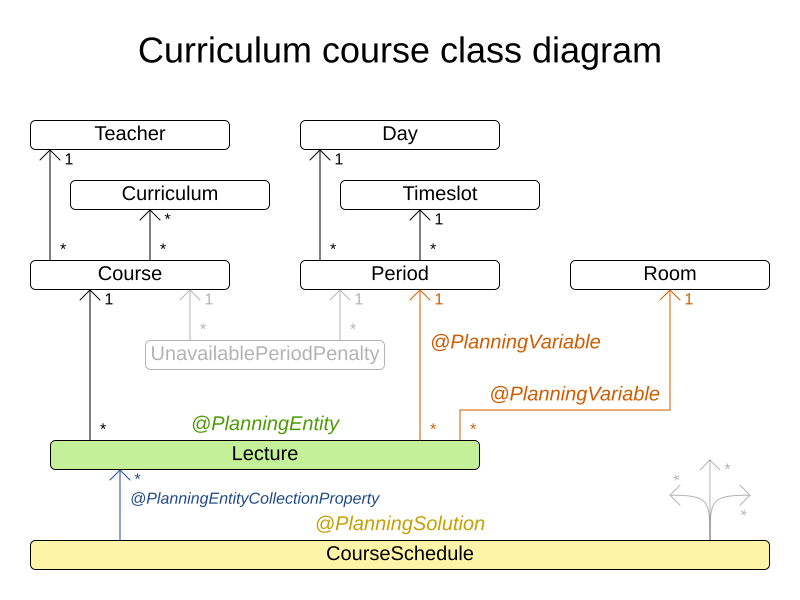 Curriculum course class diagram
Teacher
Day
1
1
Curriculum
Timeslot
*
1
*
*
*
*
Course
Period
Room
1
1
1
1
1
*
*
@PlanningVariable
UnavailablePeriodPenalty
@PlanningVariable
@PlanningEntity
*
*
*
Lecture
*
*
*
@PlanningEntityCollectionProperty
*
@PlanningSolution
CourseSchedule